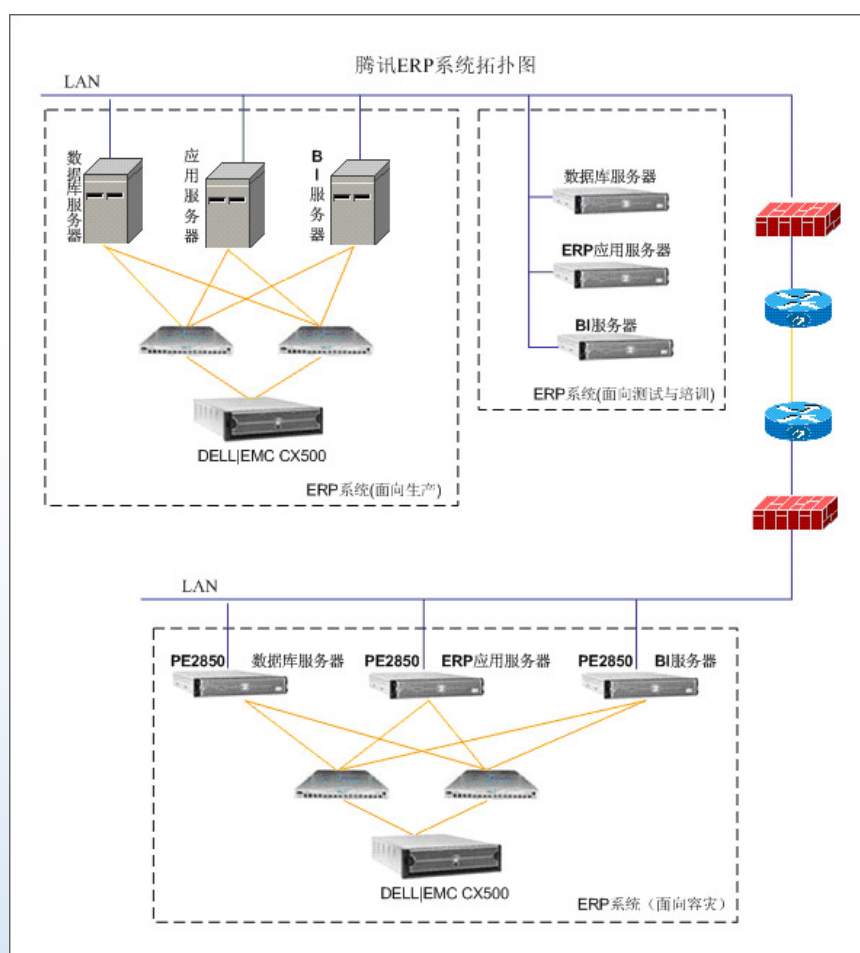 腾讯ERP系统拓扑图
LAN
数据库服务器
应用服务器
BI服务器
DELL|EMC CX500
ERP系统(面向生产)
数据库服务器
ERP应用服务器
BI服务器
ERP系统(面向测试与培训)
LAN
PE2850 数据库服务器
PE2850 ERP应用服务器
PE2850 BI服务器
DELL|EMC CX500
ERP系统（面向容灾）